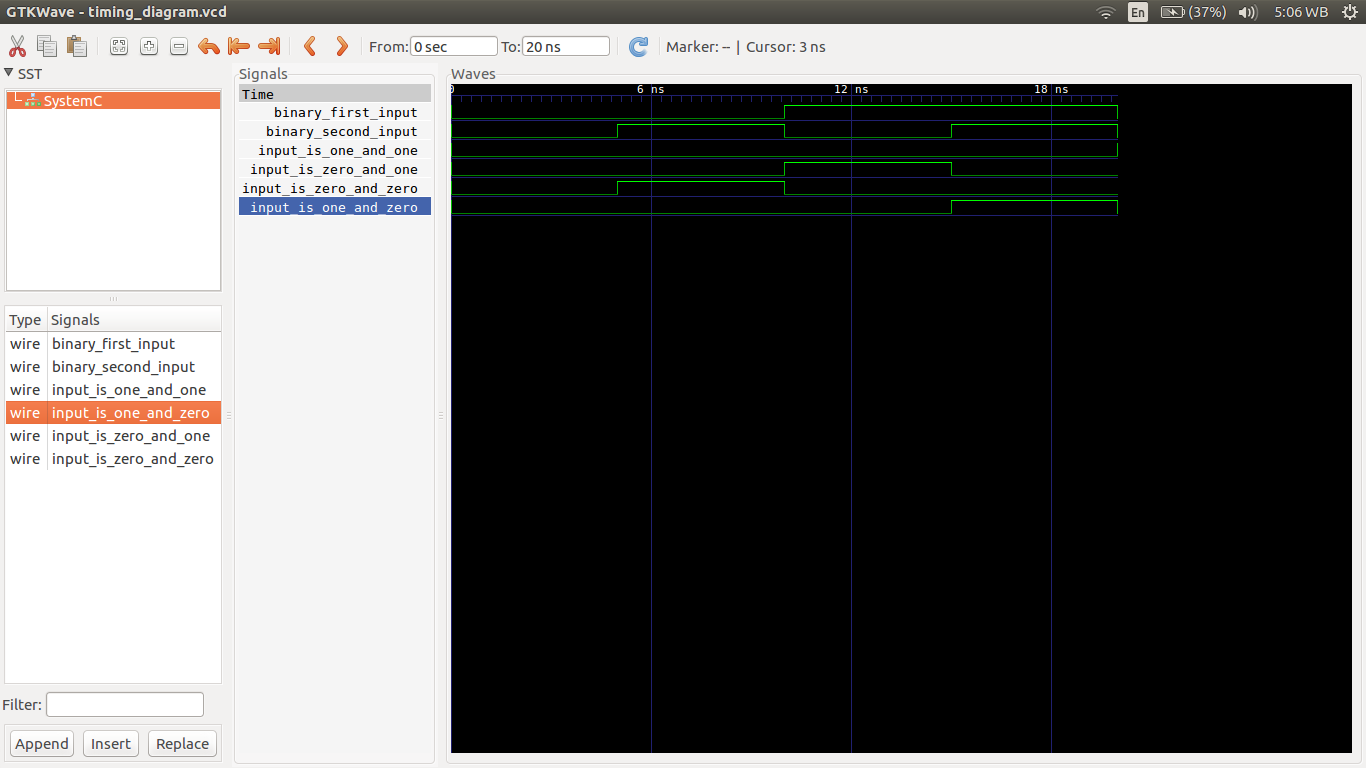 GTKWave - timing_diagram.vcd
En
(37%)
5:06 WB
From: 0 sec To: 20 ns
Marker: -- | Cursor: 3 ns
SST
SystemC
Type Signals
wire binary_first_input
wire binary_second_input
wire input_is_one_and_one
wire input_is_one_and_zero
wire input_is_zero_and_one
wire input_is_zero_and_zero
Filter:
Append Insert Replace
Signals
Time
binary_first_input
binary_second_input
input_is_one_and_one
input_is_zero_and_one
input_is_zero_and_zero
input_is_one_and_zero
Waves
0 6 ns 12 ns 18 ns